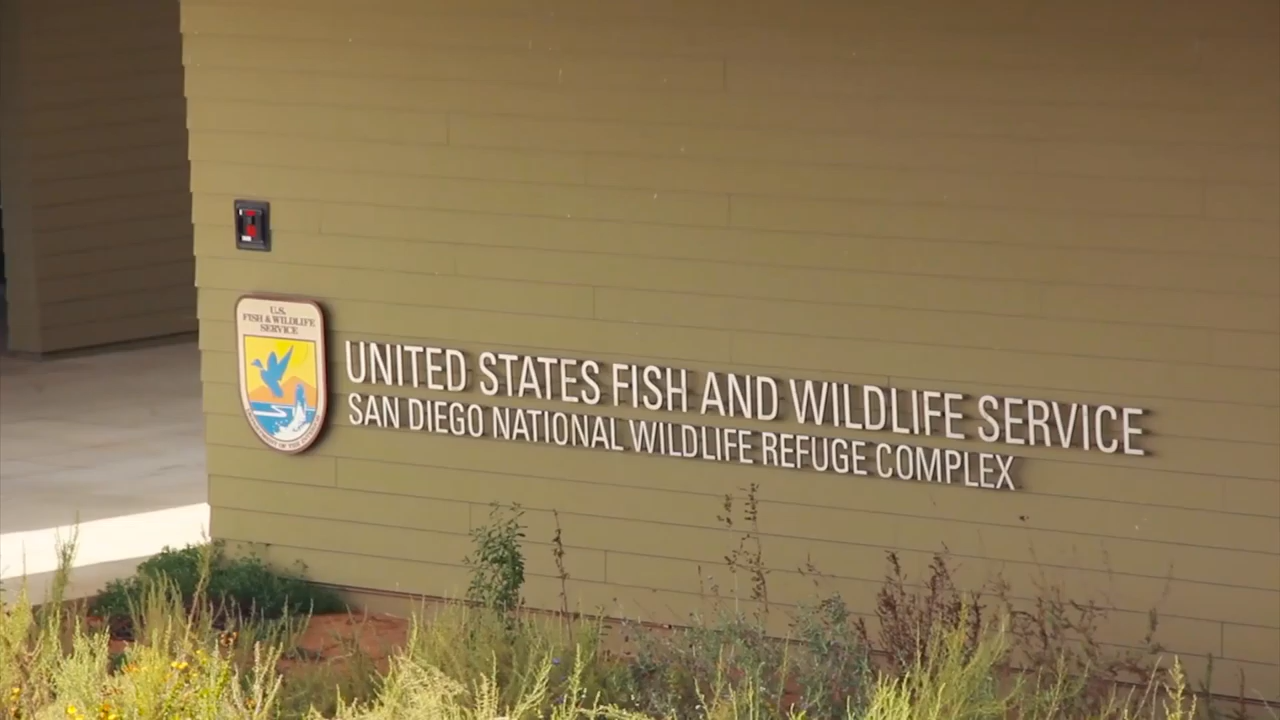 U.S.
FISH & WILDLIFE
SERVICE
UNITED STATES FISH AND WILDLIFE SERVICE
SAN DIEGO NATIONAL WILDLIFE REFUGE COMPLEX